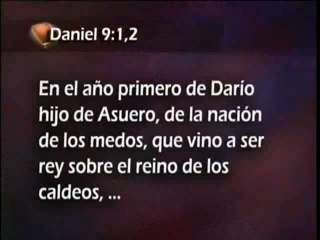 Daniel 9:1,2
En el año primero de Darío
hijo de Asuero, de la nación
de los medos, que vino a ser
rey sobre el reino de los
caldeos, ...